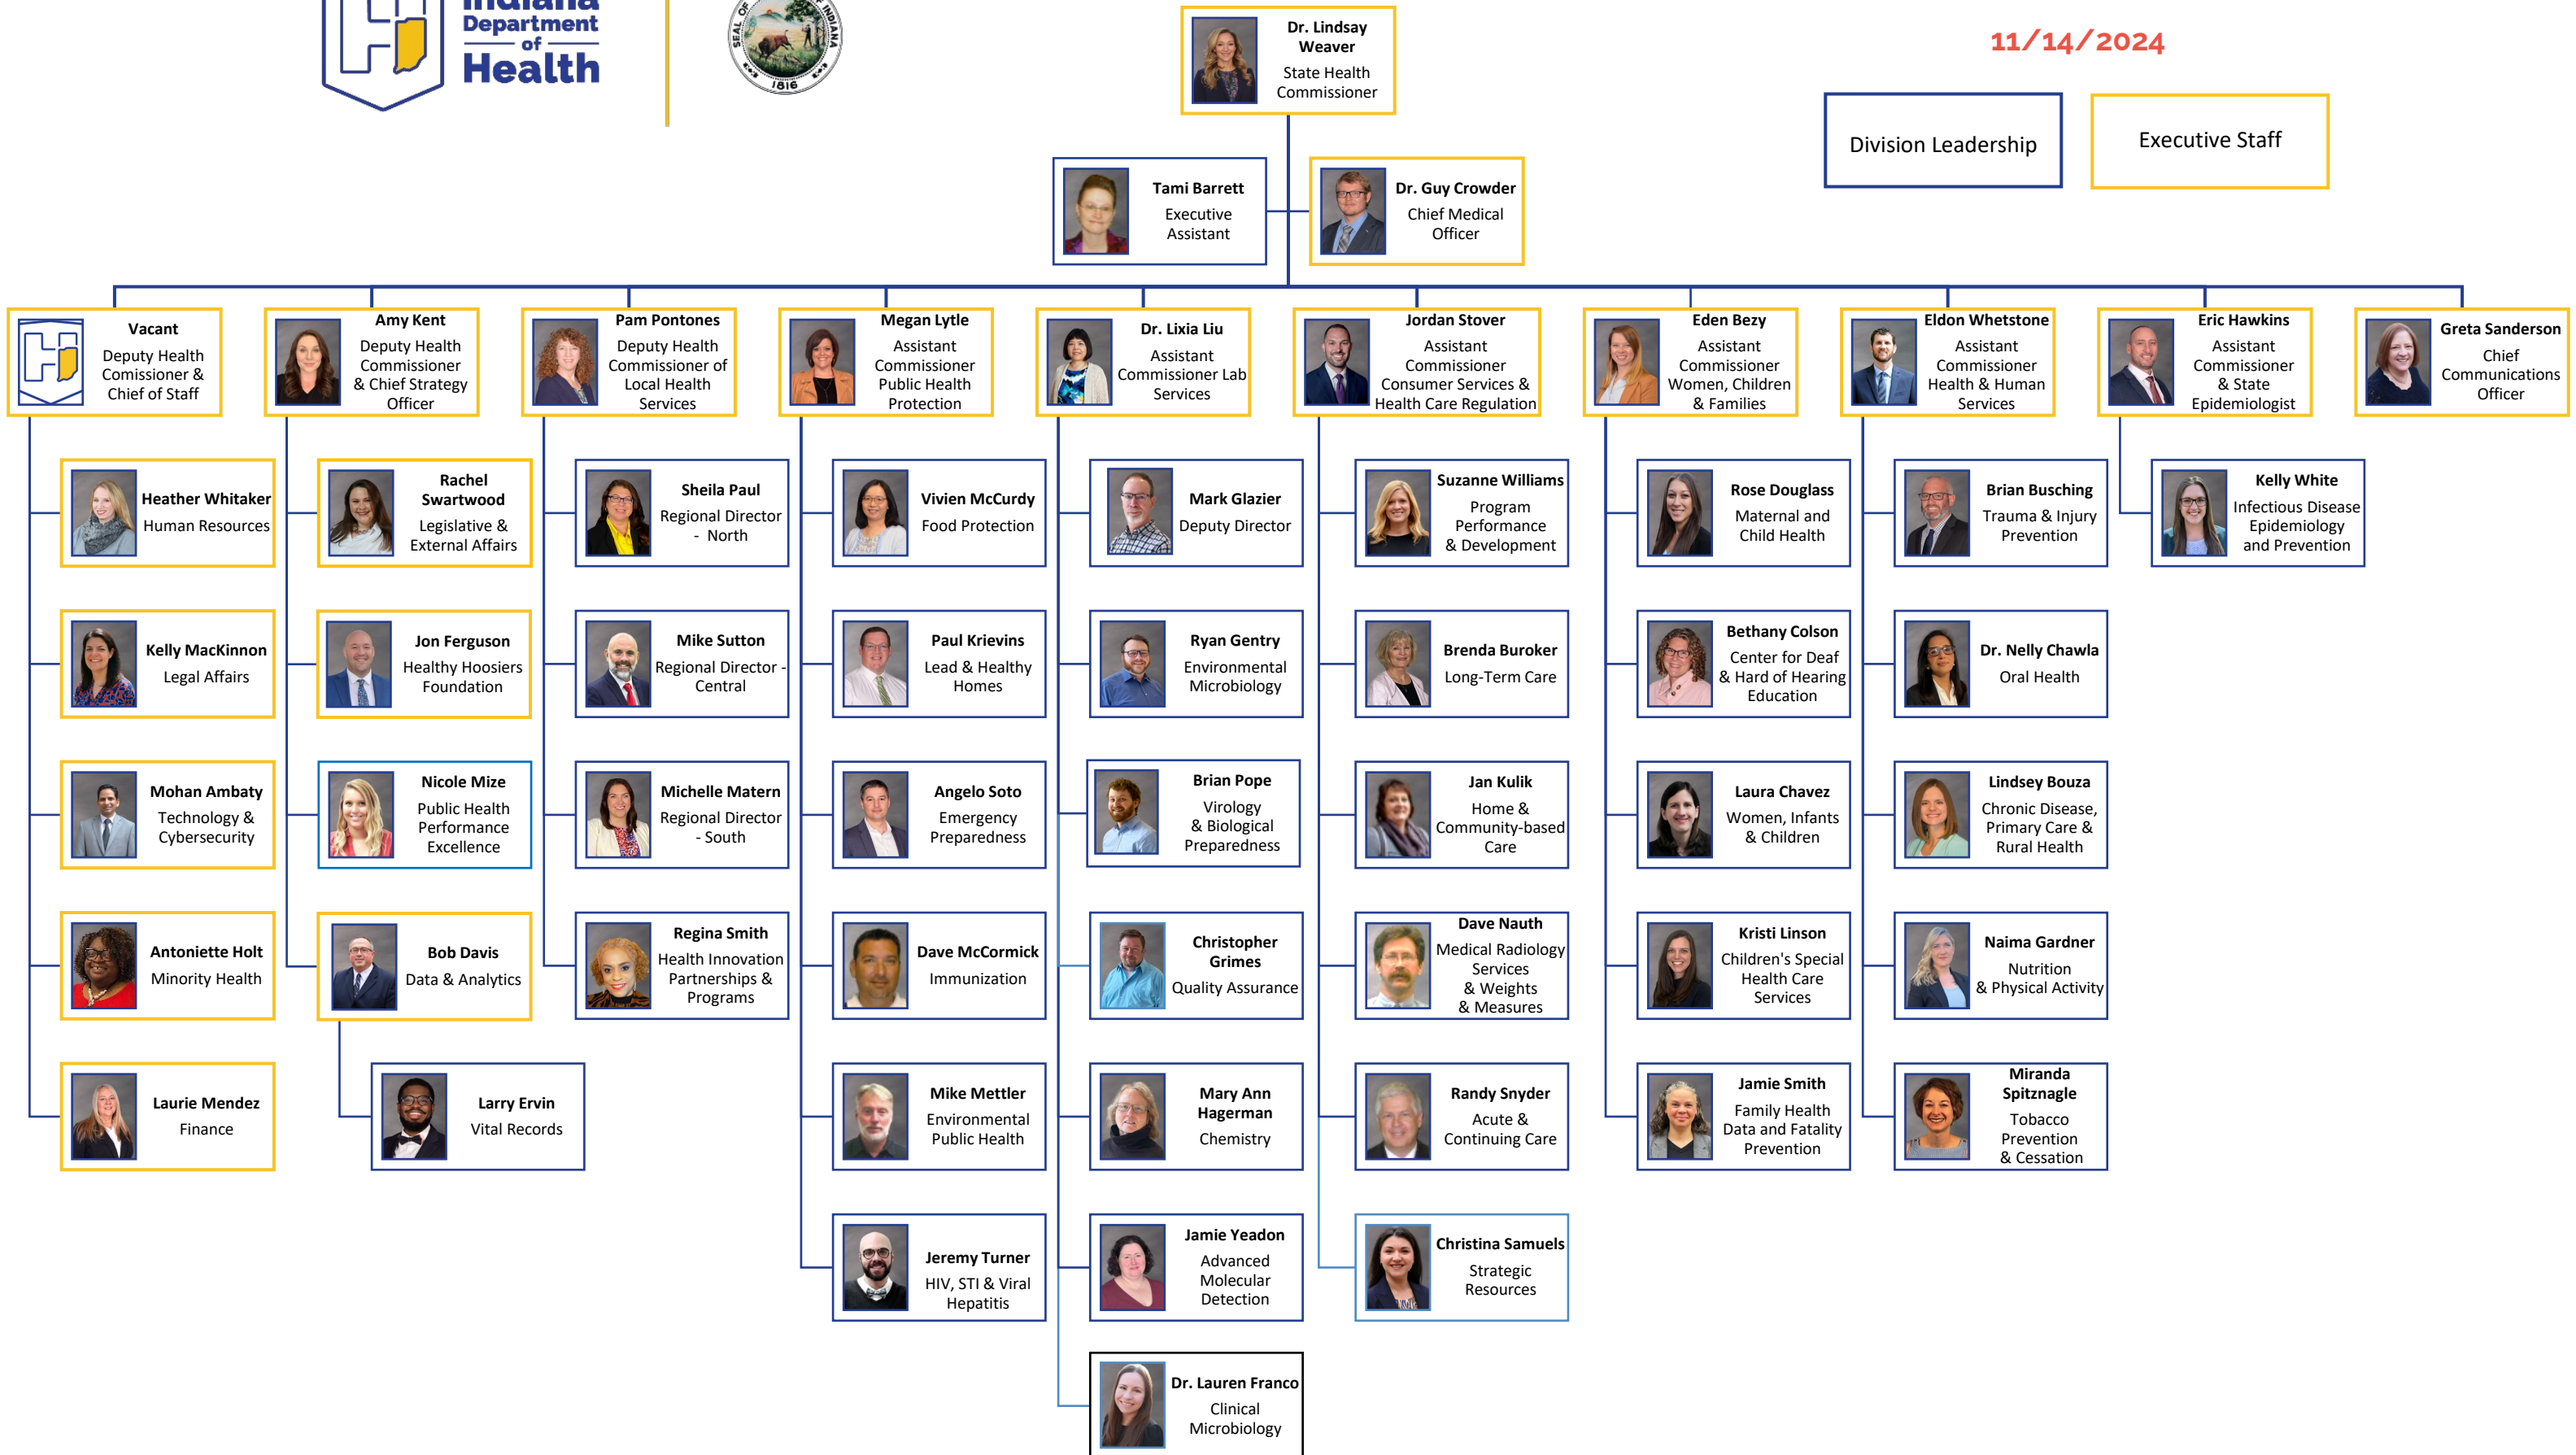 Indiana
Department
of
Health
SEAL OF
OF INDIANA
1816
11/14/2024
Division Leadership
Executive Staff
Dr. Lindsay
Weaver
State Health
Commissioner
Tami Barrett
Executive
Assistant
Dr. Guy Crowder
Chief Medical
Officer
Vacant
Deputy Health
Comissioner &
Chief of Staff
Amy Kent
Deputy Health
Commissioner
& Chief Strategy
Officer
Pam Pontones
Deputy Health
Commissioner of
Local Health
Services
Megan Lytle
Assistant
Commissioner
Public Health
Protection
Dr. Lixia Liu
Assistant
Commissioner Lab
Services
Jordan Stover
Assistant
Commissioner
Consumer Services &
Health Care Regulation
Eden Bezy
Assistant
Commissioner
Women, Children
& Families
Eldon Whetstone
Assistant
Commissioner
Health & Human
Services
Eric Hawkins
Assistant
Commissioner
& State
Epidemiologist
Greta Sanderson
Chief
Communications
Officer
Heather Whitaker
Human Resources
Rachel
Swartwood
Legislative &
External Affairs
Sheila Paul
Regional Director
- North
Vivien McCurdy
Food Protection
Mark Glazier
Deputy Director
Suzanne Williams
Program
Performance
& Development
Rose Douglass
Maternal and
Child Health
Brian Busching
Trauma & Injury
Prevention
Kelly White
Infectious Disease
Epidemiology
and Prevention
Kelly MacKinnon
Legal Affairs
Jon Ferguson
Healthy Hoosiers
Foundation
Mike Sutton
Regional Director -
Central
Paul Krievins
Lead & Healthy
Homes
Ryan Gentry
Environmental
Microbiology
Brenda Buroker
Long-Term Care
Bethany Colson
Center for Deaf
& Hard of Hearing
Education
Dr. Nelly Chawla
Oral Health
Mohan Ambaty
Technology &
Cybersecurity
Nicole Mize
Public Health
Performance
Excellence
Michelle Matern
Regional Director
- South
Angelo Soto
Emergency
Preparedness
Brian Pope
Virology
& Biological
Preparedness
Jan Kulik
Home &
Community-based
Care
Laura Chavez
Women, Infants
& Children
Lindsey Bouza
Chronic Disease,
Primary Care &
Rural Health
Antoniette Holt
Minority Health
Bob Davis
Data & Analytics
Regina Smith
Health Innovation
Partnerships &
Programs
Dave McCormick
Immunization
Christopher
Grimes
Quality Assurance
Dave Nauth
Medical Radiology
Services
& Weights
& Measures
Kristi Linson
Children's Special
Health Care
Services
Naima Gardner
Nutrition
& Physical Activity
Laurie Mendez
Finance
Larry Ervin
Vital Records
Mike Mettler
Environmental
Public Health
Mary Ann
Hagerman
Chemistry
Randy Snyder
Acute &
Continuing Care
Jamie Smith
Family Health
Data and Fatality
Prevention
Miranda
Spitznagle
Tobacco
Prevention
& Cessation
Jeremy Turner
HIV, STI & Viral
Hepatitis
Jamie Yeadon
Advanced
Molecular
Detection
Christina Samuels
Strategic
Resources
Dr. Lauren Franco
Clinical
Microbiology